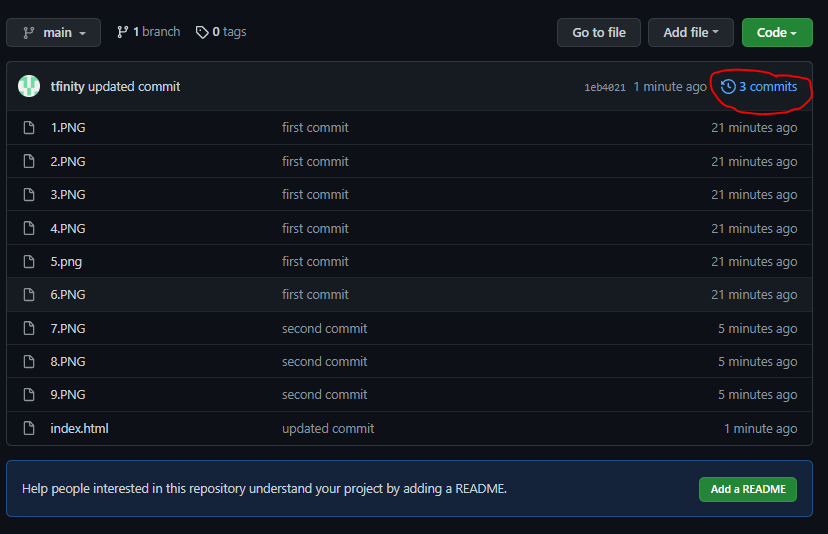 main 1 branch 0 tags Go to file Add file Code
tfinity updated commit 1eb4021 1 minute ago 3 commits
1.PNG first commit 21 minutes ago
2.PNG first commit 21 minutes ago
3.PNG first commit 21 minutes ago
4.PNG first commit 21 minutes ago
5.png first commit 21 minutes ago
6.PNG first commit 21 minutes ago
7.PNG second commit 5 minutes ago
8.PNG second commit 5 minutes ago
9.PNG second commit 5 minutes ago
index.html updated commit 1 minute ago
Help people interested in this repository understand your project by adding a README. Add a README